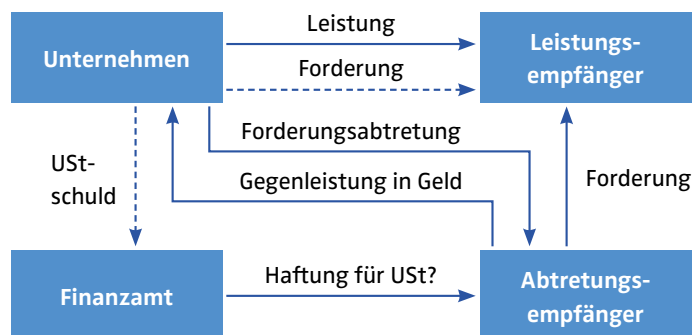 Leistung
Unternehmen
Leistungs-
empfänger
Forderung
Forderungsabtretung
USt-
schuld
Gegenleistung in Geld
Forderung
Finanzamt
Haftung für USt?
Abtretungs-
empfänger